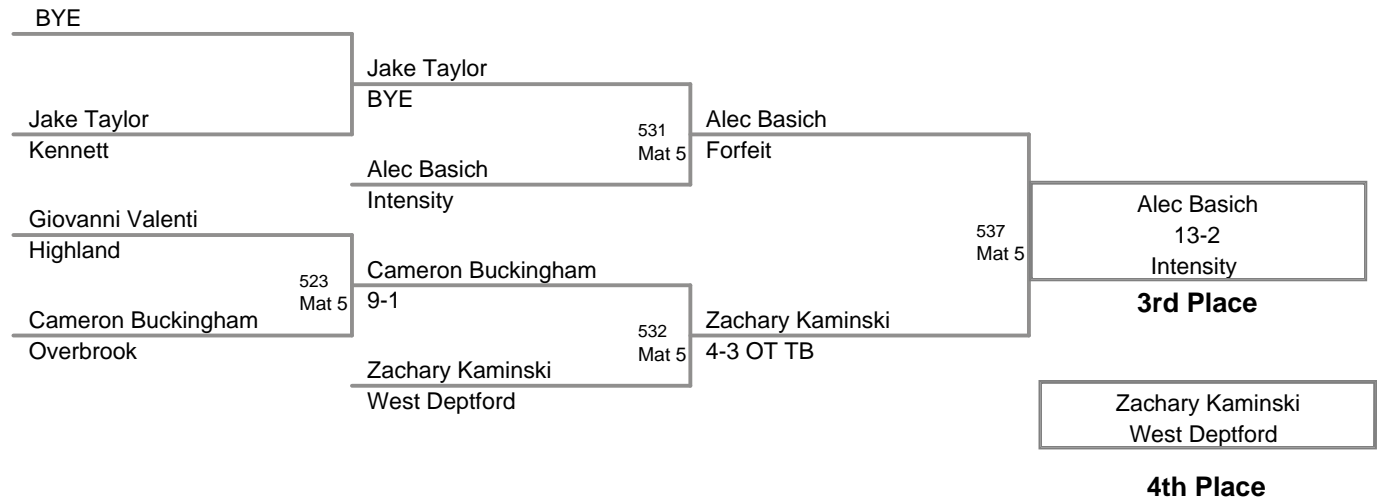 BYE
Jake Taylor
BYE
Jake Taylor
Kennett
531
Mat 5
Alec Basich
Forfeit
Alec Basich
Intensity
Giovanni Valenti
Highland
523
Mat 5
Cameron Buckingham
9-1
Cameron Buckingham
Overbrook
532
Mat 5
Zachary Kaminski
4-3 OT TB
Zachary Kaminski
West Deptford
537
Mat 5
Alec Basich
13-2
Intensity
3rd Place
Zachary Kaminski
West Deptford
4th Place